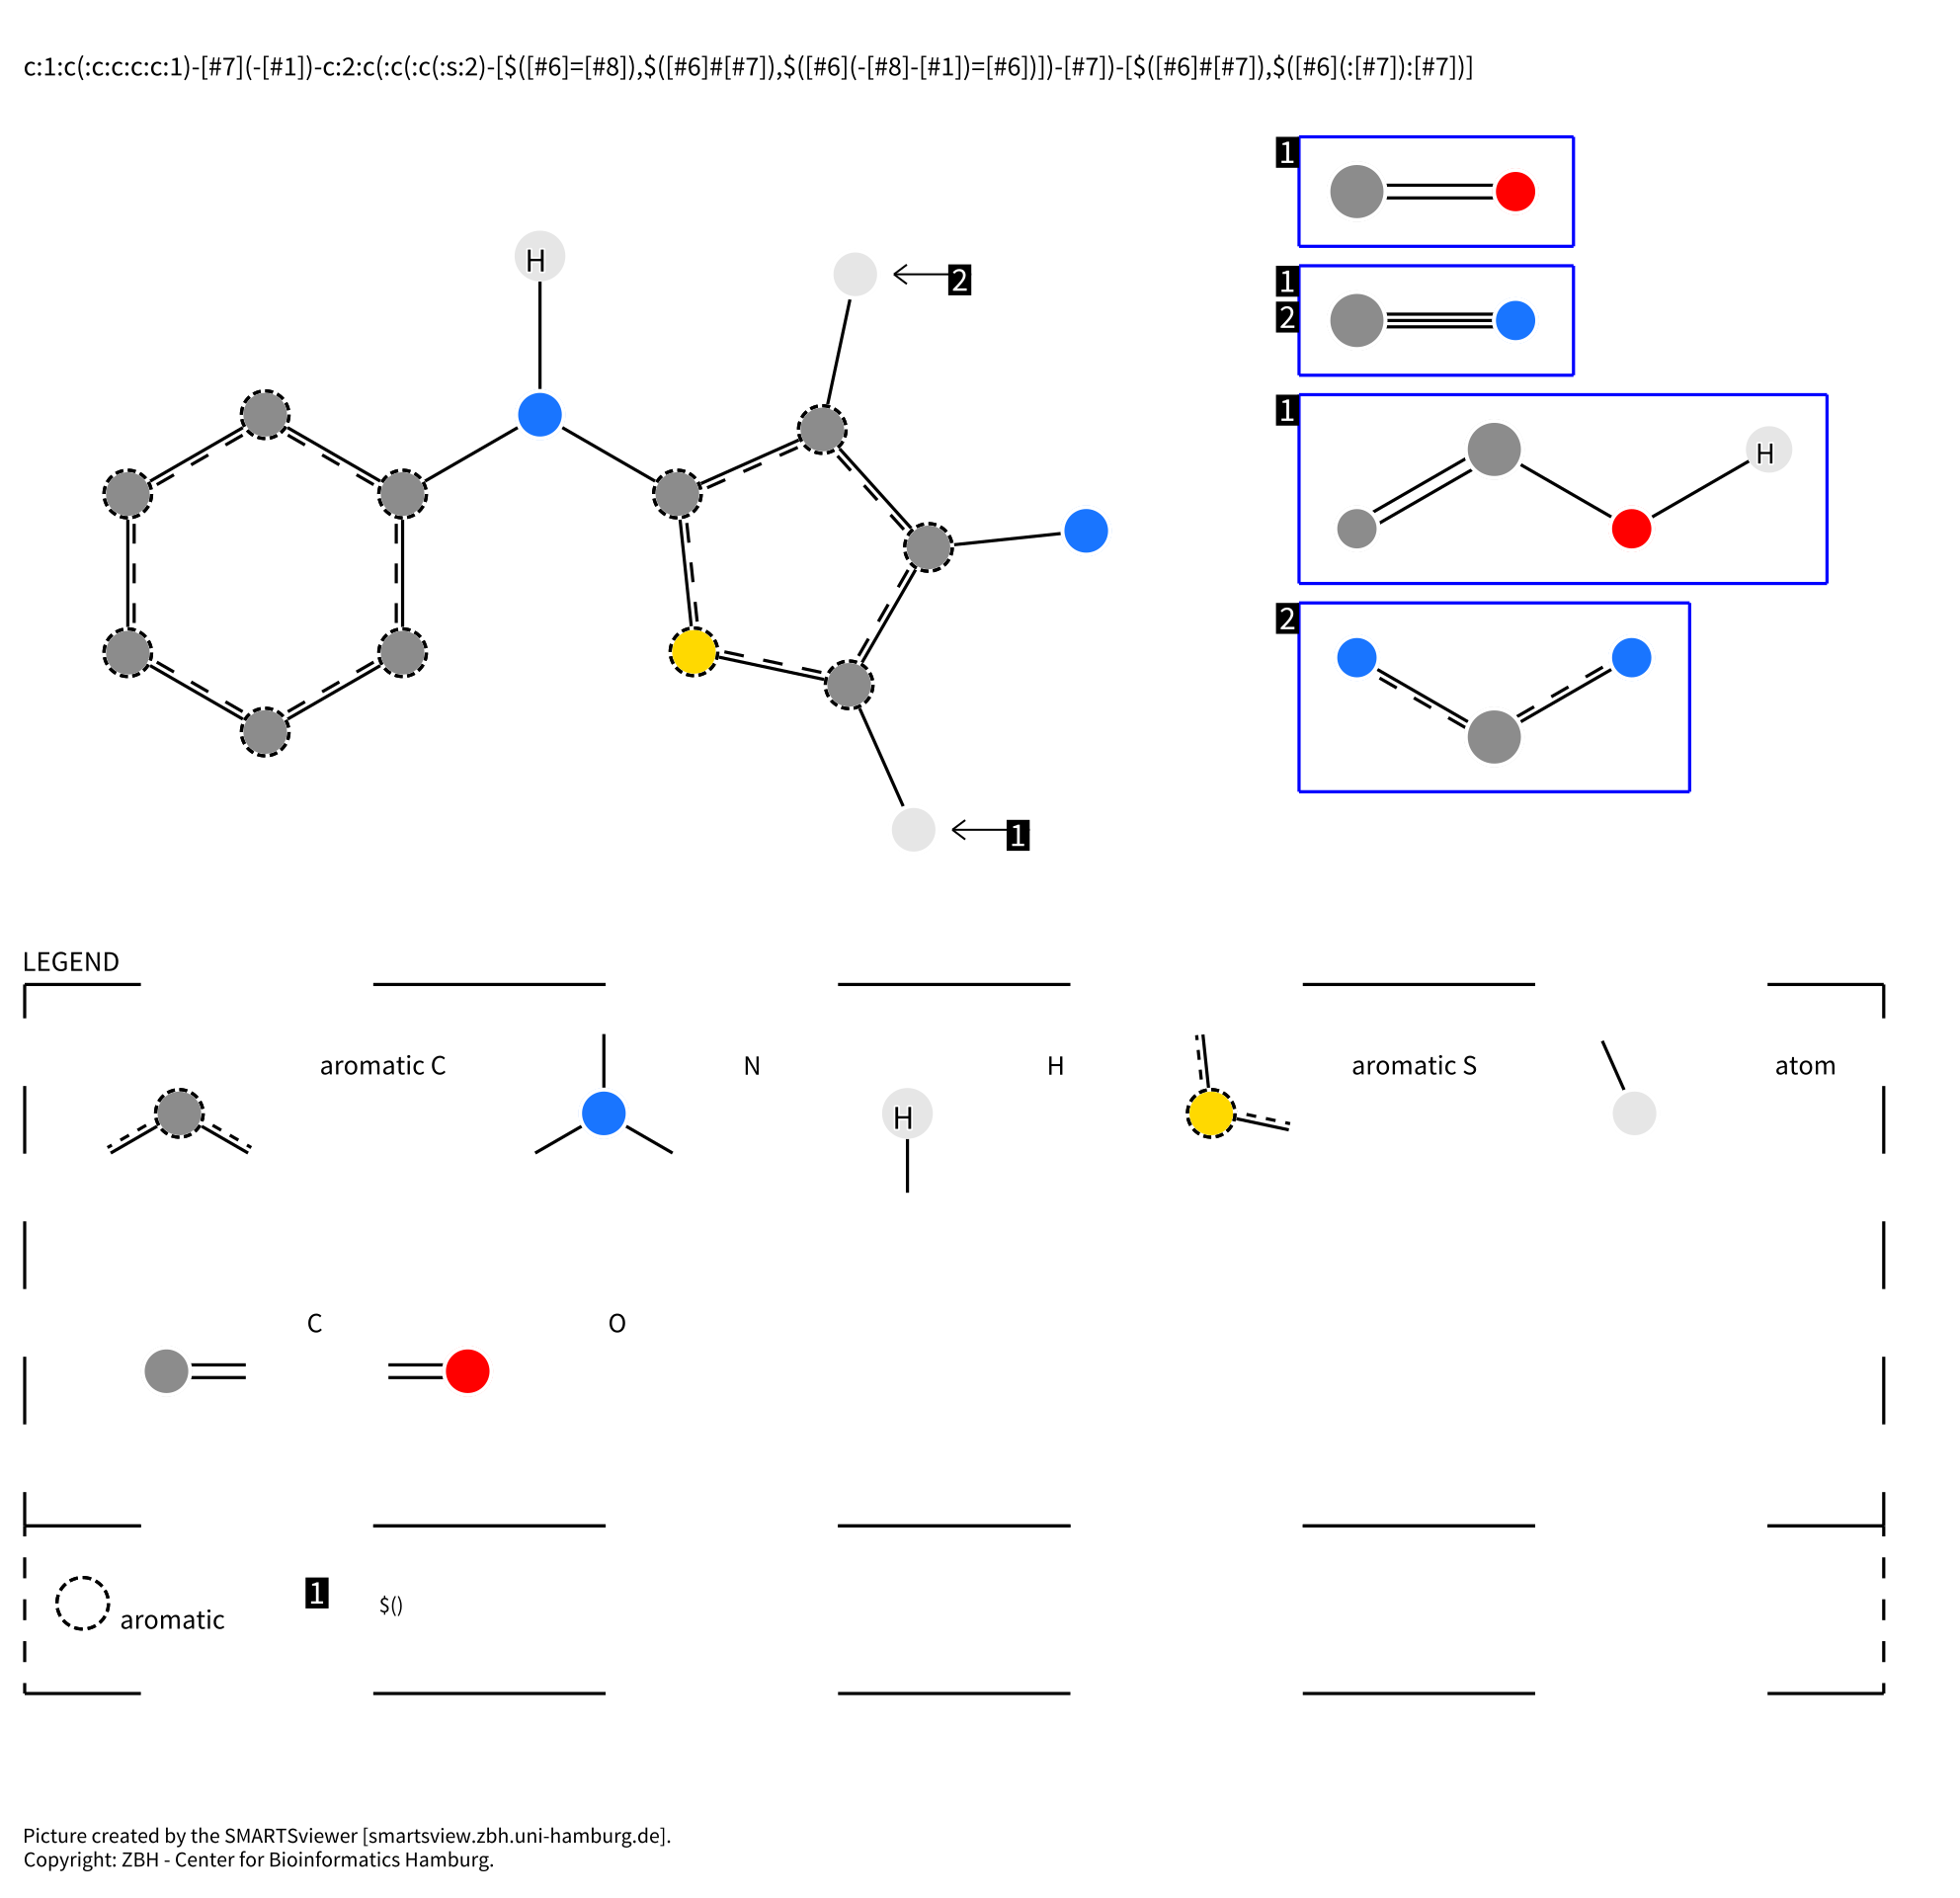 c:1:c(:c:c:c:c:1)-[#7](-[#1])-c:2:c(:c(:c(:s:2)-[$([#6]=[#8]),$([#6]#[#7]),$([#6](-[#8]-[#1])=[#6])])-[#7])-[$([#6]#[#7]),$([#6](:[#7]):[#7])]
1
H
2
1
2
1
H
2
1
LEGEND
aromatic C
N
H
aromatic S
atom
H
C
O
1
$()
aromatic
Picture created by the SMARTSviewer [smartsview.zbh.uni-hamburg.de].
Copyright: ZBH - Center for Bioinformatics Hamburg.